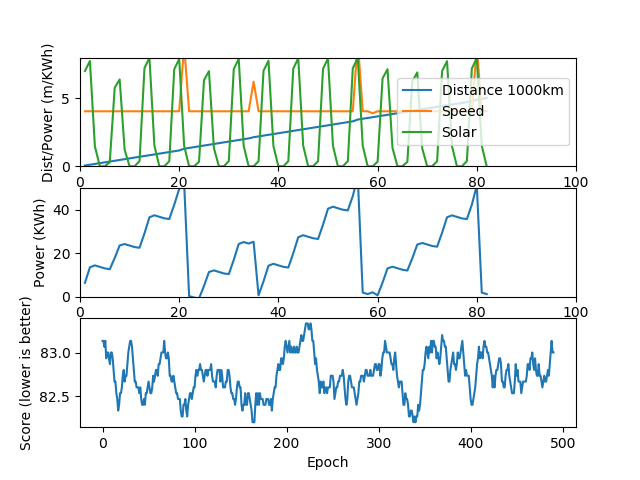 Dist/Power (m/KWh)
5
0
Distance 1000km
Speed
Solar
0 20 40 60 80 100
Power (KWh)
40
20
0
0 20 40 60 80 100
Score (lower is better)
83.0
82.5
0 100 200 300 400 500
Epoch